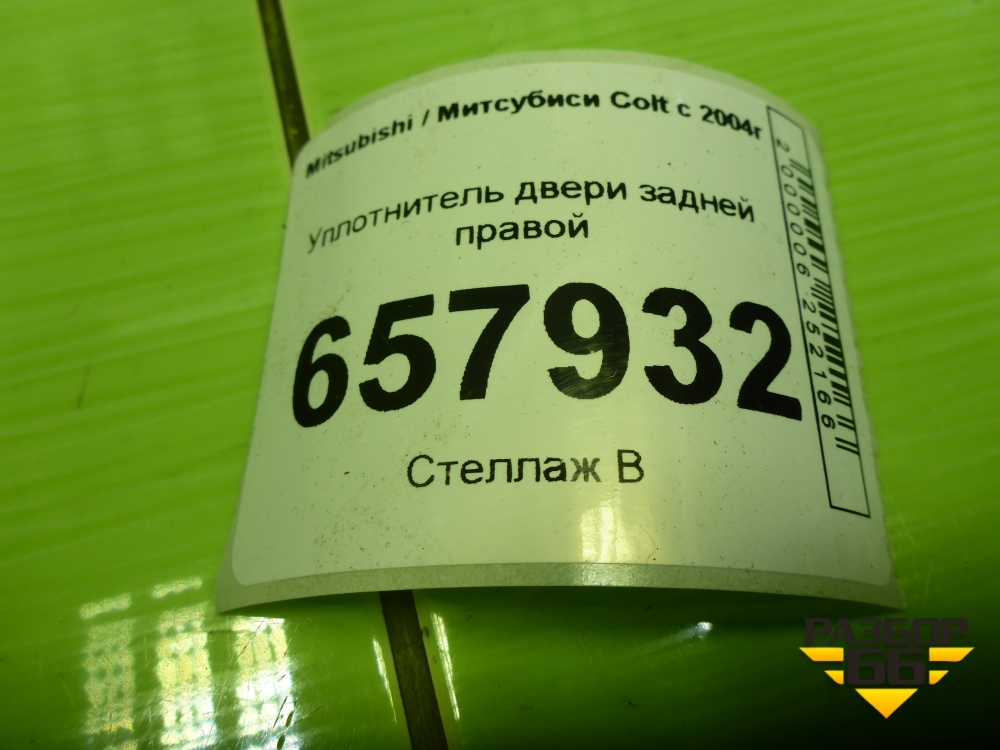 Mitsubishi / Митсубиси Colt с 2004г
Уплотнитель двери задней
правой
657932
Стеллаж В
2000006252166
РАЗБОР
66